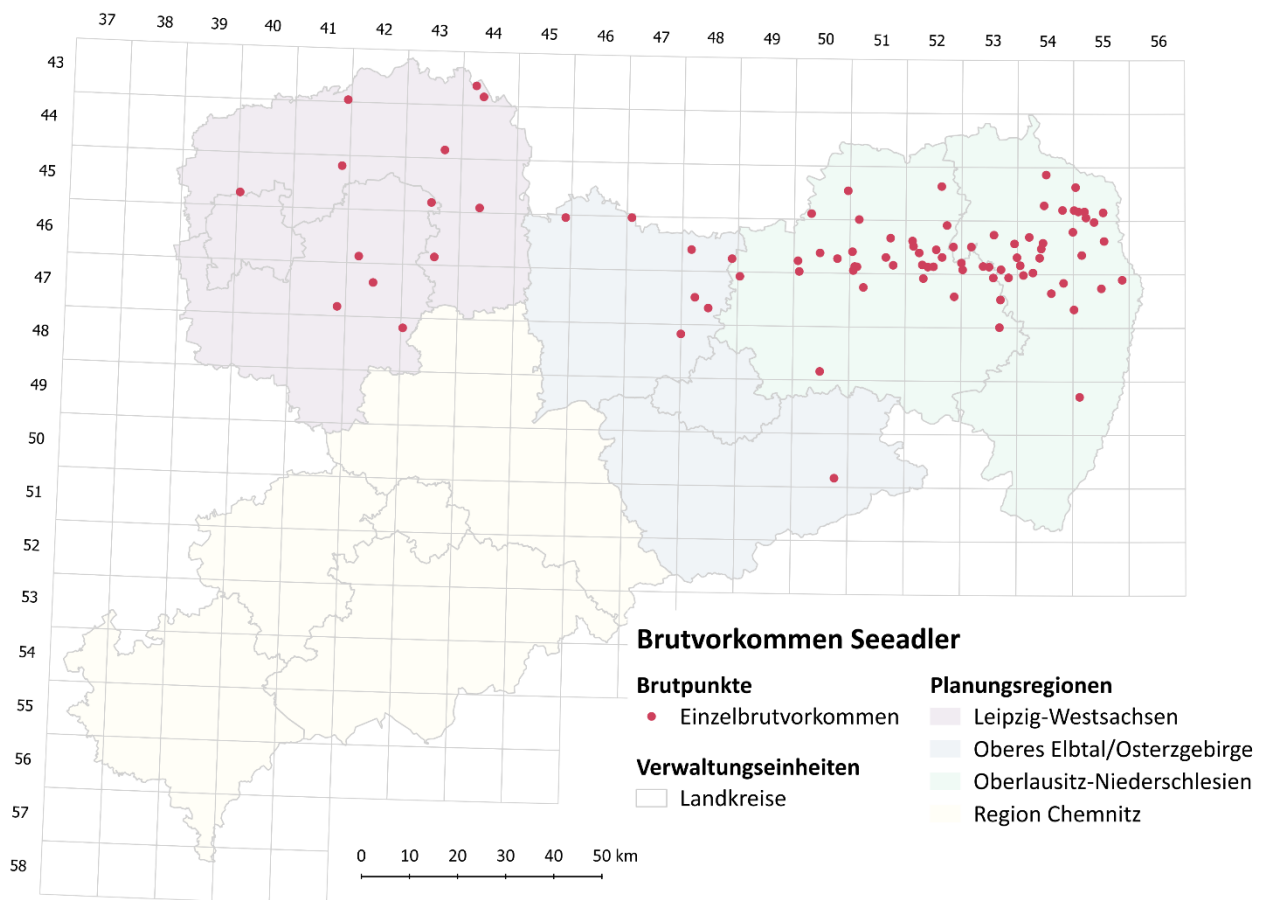 37 38 39 40 41 42 43 44 45 46 47 48 49 50 51 52 53 54 55 56
43
44
45
46
47
48
49
50
51
52
53
54
55
56
57
58
Brutvorkommen Seeadler
Brutpunkte
Einzelbrutvorkommen
Verwaltungseinheiten
Landkreise
Planungsregionen
Leipzig-Westsachsen
Oberes Elbtal/Osterzgebirge
Oberlausitz-Niederschlesien
Region Chemnitz
0 10 20 30 40 50 km